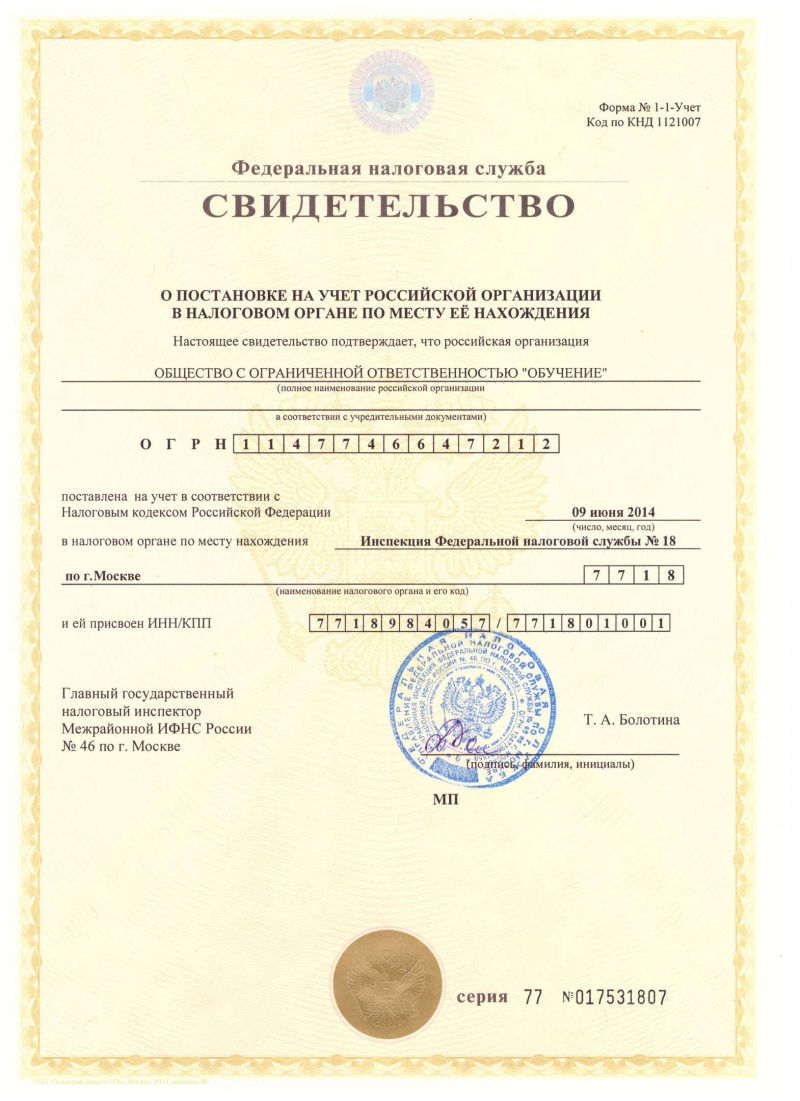 Форма № 1-1-Учет
Код по КНД 1121007
Федеральная налоговая служба
СВИДЕТЕЛЬСТВО
О ПОСТАНОВКЕ НА УЧЕТ РОССИЙСКОЙ ОРГАНИЗАЦИИ
В НАЛОГОВОМ ОРГАНЕ ПО МЕСТУ ЕЁ НАХОЖДЕНИЯ
Настоящее свидетельство подтверждает, что российская организация
ОБЩЕСТВО С ОГРАНИЧЕННОЙ ОТВЕТСТВЕННОСТЬЮ "ОБУЧЕНИЕ"
(полное наименование российской организации
в соответствии с учредительными документами)
О Г Р Н 1 1 4 7 7 4 6 6 4 7 2 1 2
поставлена на учет в соответствии с
Налоговым кодексом Российской Федерации 09 июня 2014
(число, месяц, год)
в налоговом органе по месту нахождения Инспекция Федеральной налоговой службы № 18
по г.Москве 7 7 1 8
(наименование налогового органа и его код)
и ей присвоен ИНН/КПП 7 7 1 8 9 8 4 0 5 7 / 7 7 1 8 0 1 0 0 1
Главный государственный
налоговый инспектор
Межрайонной ИФНС России
№ 46 по г. Москве
Т. А. Болотина
(подпись, фамилия, инициалы)
МП
ФЕДЕРАЛЬНАЯ НАЛОГОВАЯ СЛУЖБА
серия 77 №017531807